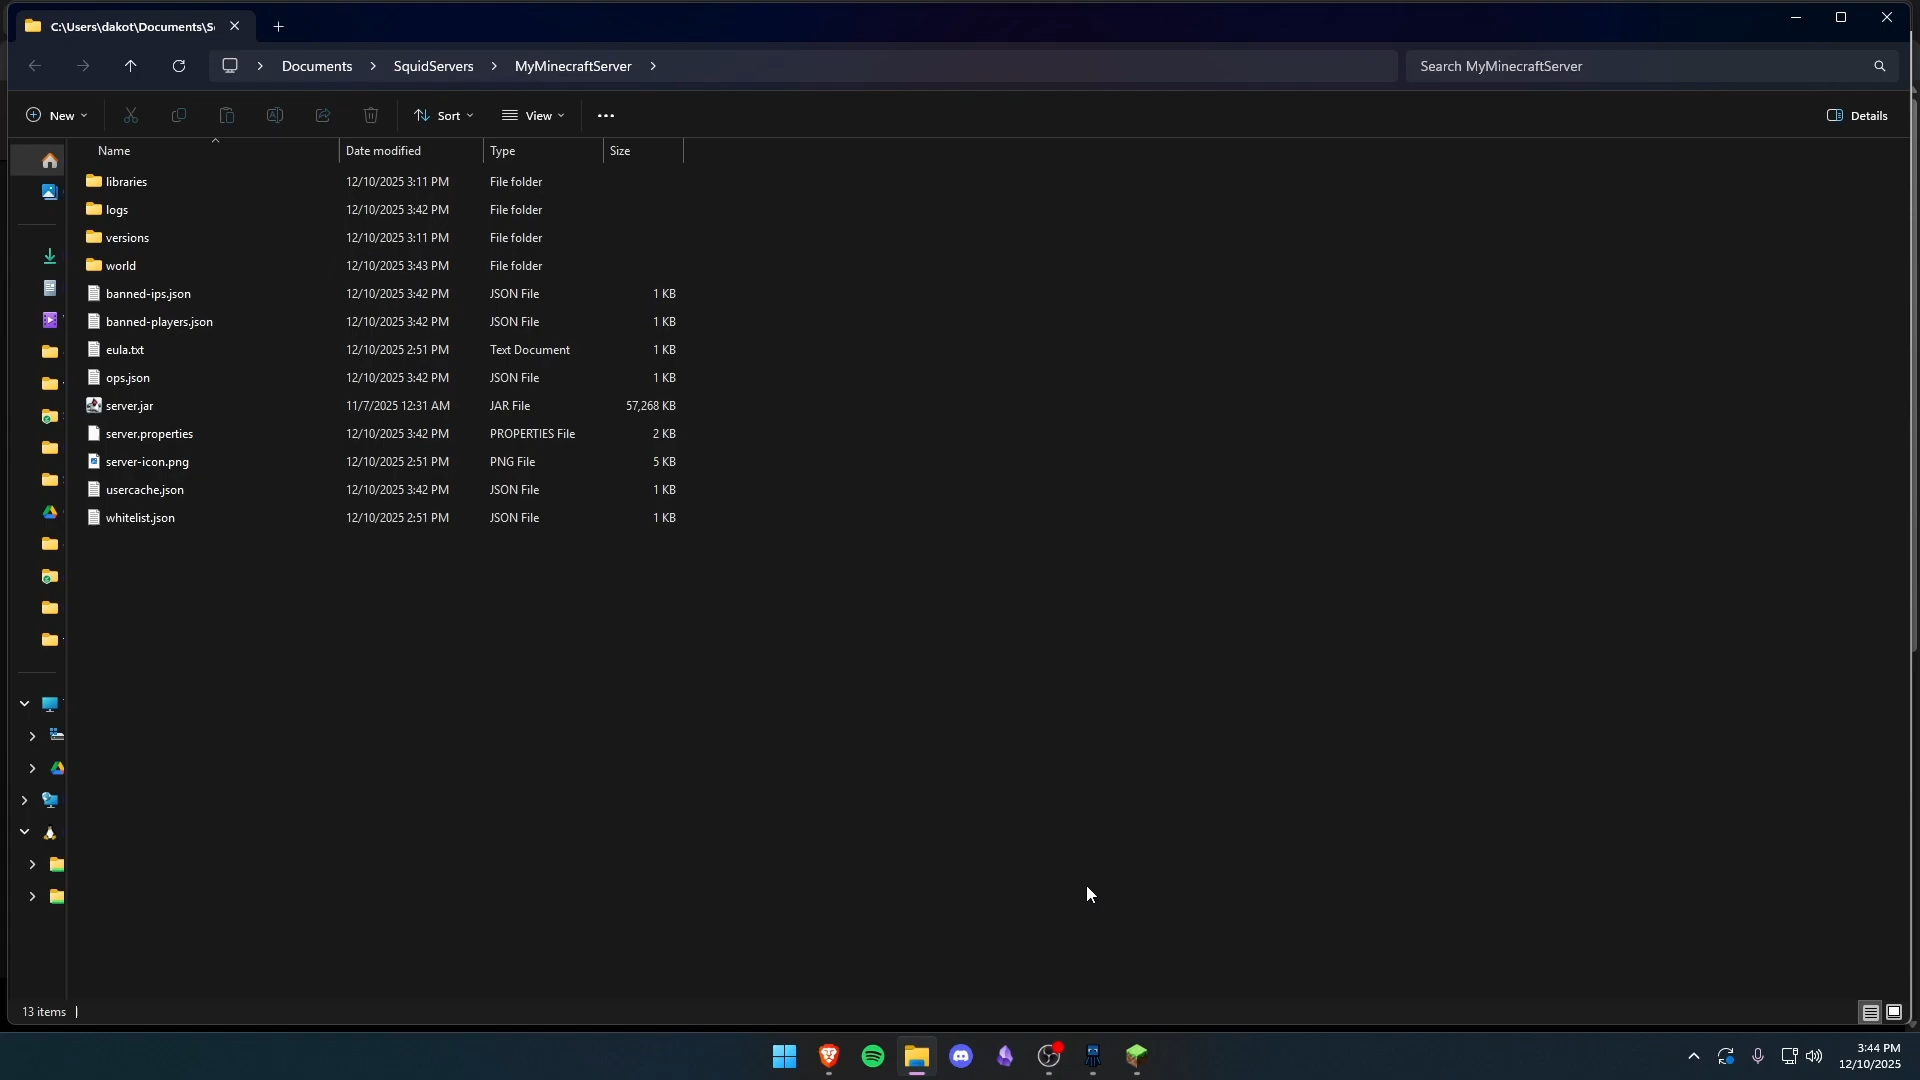 C:\Users\dakot\Documents\S
Documents > SquidServers > MyMinecraftServer >
Search MyMinecraftServer
New
Sort
View
Details
Name Date modified Type Size
libraries 12/10/2025 3:11 PM File folder
logs 12/10/2025 3:42 PM File folder
versions 12/10/2025 3:11 PM File folder
world 12/10/2025 3:43 PM File folder
banned-ips.json 12/10/2025 3:42 PM JSON File 1 KB
banned-players.json 12/10/2025 3:42 PM JSON File 1 KB
eula.txt 12/10/2025 2:51 PM Text Document 1 KB
ops.json 12/10/2025 3:42 PM JSON File 1 KB
server.jar 11/7/2025 12:31 AM JAR File 57,268 KB
server.properties 12/10/2025 3:42 PM PROPERTIES File 2 KB
server-icon.png 12/10/2025 2:51 PM PNG File 5 KB
usercache.json 12/10/2025 3:42 PM JSON File 1 KB
whitelist.json 12/10/2025 2:51 PM JSON File 1 KB
13 items
3:44 PM
12/10/2025